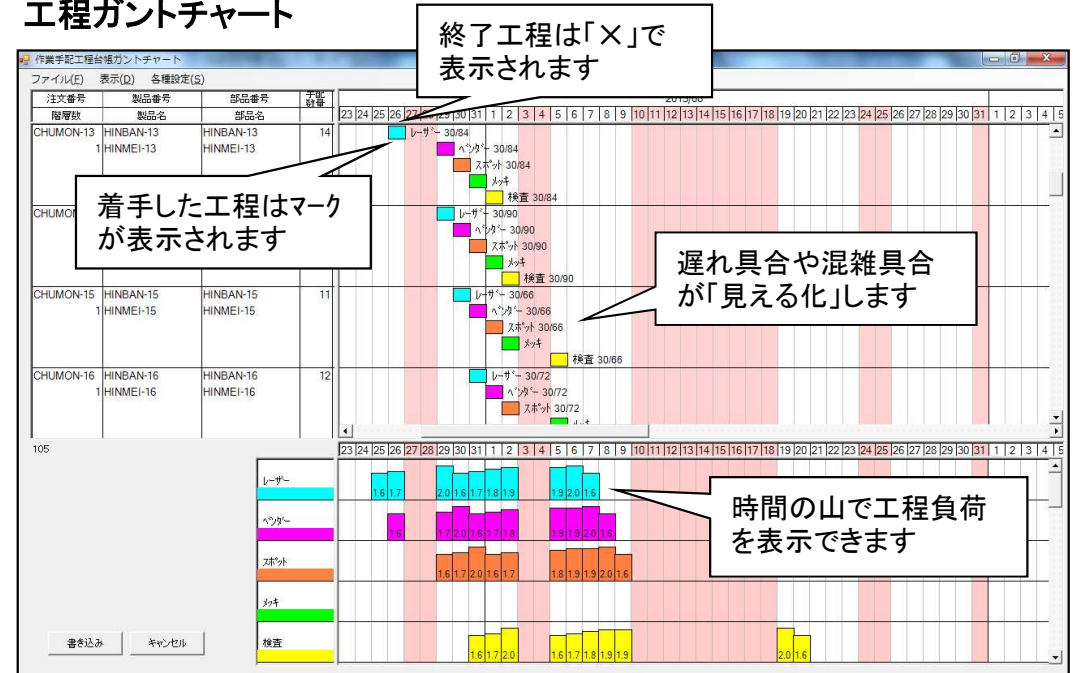 工程ガントチャート
終了工程は「×」で
表示されます
作業手配工程台帳ガントチャート
ファイル(F) 表示(D) 各種設定(S)
注文番号 製品番号 部品番号 手配数量
階層数 製品名 部品名
23 24 25 26 27 28 29 30 31 1 2 3 4 5 6 7 8 9 10 11 12 13 14 15 16 17 18 19 20 21 22 23 24 25 26 27 28 29 30 31 1 2 3 4 5
CHUMON-13 HINBAN-13 HINBAN-13 14 レーザー 30/84
1 HINMEI-13 HINMEI-13 ベンダー 30/84
スポット 30/84
メッキ
検査 30/84
着手した工程はマーク
が表示されます
CHUMON レーザー 30/90
ベンダー 30/90
スポット 30/90
メッキ
検査 30/90
遅れ具合や混雑具合
が「見える化」します
CHUMON-15 HINBAN-15 HINBAN-15 11 レーザー 30/66
1 HINMEI-15 HINMEI-15 ベンダー 30/66
スポット 30/66
メッキ
検査 30/66
CHUMON-16 HINBAN-16 HINBAN-16 12 レーザー 30/72
1 HINMEI-16 HINMEI-16 ベンダー 30/72
スポット 30/72
105
23 24 25 26 27 28 29 30 31 1 2 3 4 5 6 7 8 9 10 11 12 13 14 15 16 17 18 19 20 21 22 23 24 25 26 27 28 29 30 31 1 2 3 4 5
レーザー
1.6 1.7 2.0 1.6 1.7 1.8 1.9 1.9 2.0 1.6
時間の山で工程負荷
を表示できます
ベンダー
1.6 1.7 2.0 1.6 1.7 1.8 1.9 1.9 2.0 1.6
スポット
1.6 1.7 2.0 1.6 1.7 1.8 1.9 1.9 2.0 1.6
メッキ
検査
1.6 1.7 2.0 1.6 1.7 1.8 1.9 1.9 2.0 1.6
書き込み キャンセル